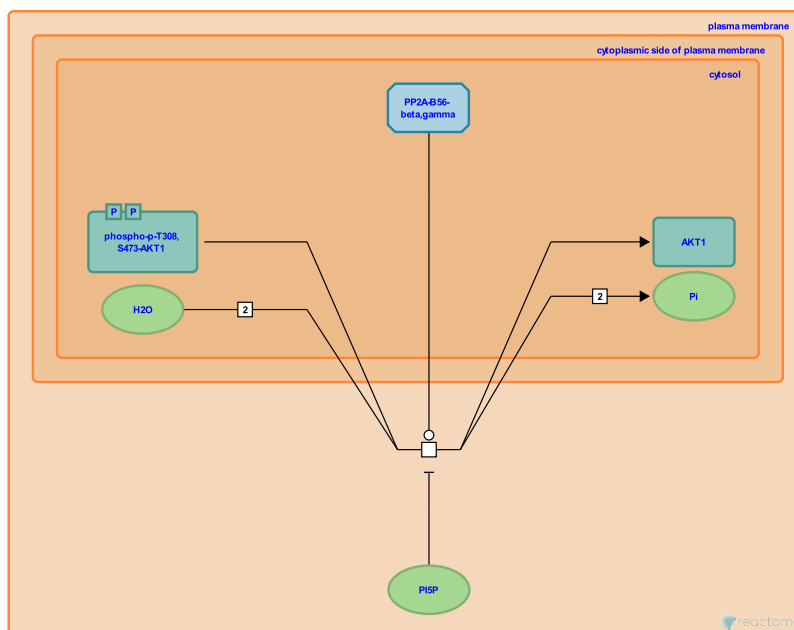 plasma membrane
cytoplasmic side of plasma membrane
cytosol
PP2A-B56-
beta,gamma
P P
phospho-p-T308,
S473-AKT1
AKT1
H2O
2
2
Pi
PI5P
reactom